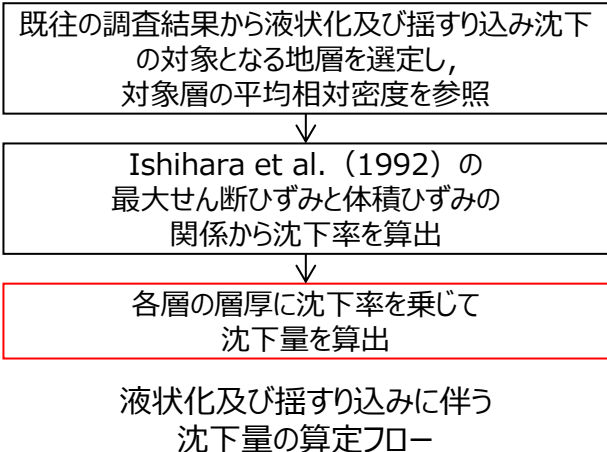 既往の調査結果から液状化及び揺すり込み沈下
の対象となる地層を選定し，
対象層の平均相対密度を参照
Ishihara et al.（1992）の
最大せん断ひずみと体積ひずみの
関係から沈下率を算出
各層の層厚に沈下率を乗じて
沈下量を算出
液状化及び揺すり込みに伴う
沈下量の算定フロー